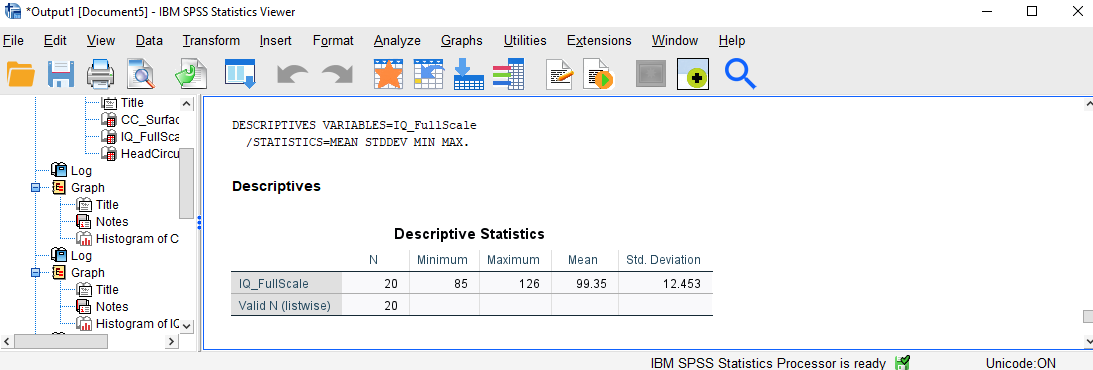 *Output1 [Document5] - IBM SPSS Statistics Viewer
File Edit View Data Transform Insert Format Analyze Graphs Utilities Extensions Window Help
Title
CC_Surfac
IQ_FullSca
HeadCircu
Log
Graph
Title
Notes
Histogram of C
Log
Graph
Title
Notes
Histogram of IQ
DESCRIPTIVES VARIABLES=IQ_FullScale
/STATISTICS=MEAN STDDEV MIN MAX.
Descriptives
Descriptive Statistics
N Minimum Maximum Mean Std. Deviation
IQ_FullScale 20 85 126 99.35 12.453
Valid N (listwise) 20
IBM SPSS Statistics Processor is ready Unicode:ON